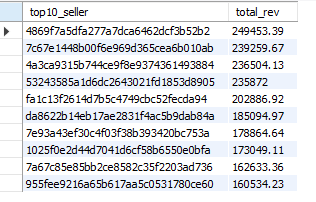 top10_seller total_rev
4869f7a5dfa277a7dca6462dcf3b52b2 249453.39
7c67e1448b00f6e969d365cea6b010ab 239259.67
4a3ca9315b744ce9f8e9374361493884 236504.13
53243585a1d6dc2643021fd1853d8905 235872
fa1c13f2614d7b5c4749cbc52fecda94 202886.92
da8622b14eb17ae2831f4ac5b9dab84a 185094.97
7e93a43ef30c4f03f38b393420bc753a 178864.64
1025f0e2d44d7041d6cf58b6550e0bfa 173049.11
7a67c85e85bb2ce8582c35f2203ad736 162633.36
955fee9216a65b617aa5c0531780ce60 160534.23